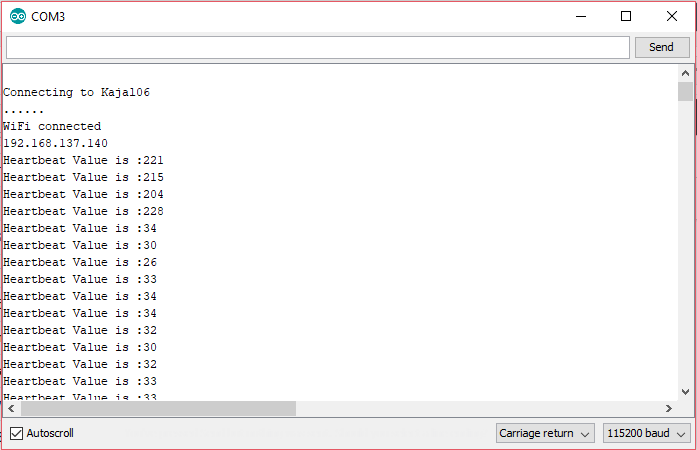 COM3
Send
Connecting to Kajal06
......
WiFi connected
192.168.137.140
Heartbeat Value is :221
Heartbeat Value is :215
Heartbeat Value is :204
Heartbeat Value is :228
Heartbeat Value is :34
Heartbeat Value is :30
Heartbeat Value is :26
Heartbeat Value is :33
Heartbeat Value is :34
Heartbeat Value is :34
Heartbeat Value is :32
Heartbeat Value is :30
Heartbeat Value is :32
Heartbeat Value is :33
Heartbeat Value is :33
Autoscroll
Carriage return
115200 baud